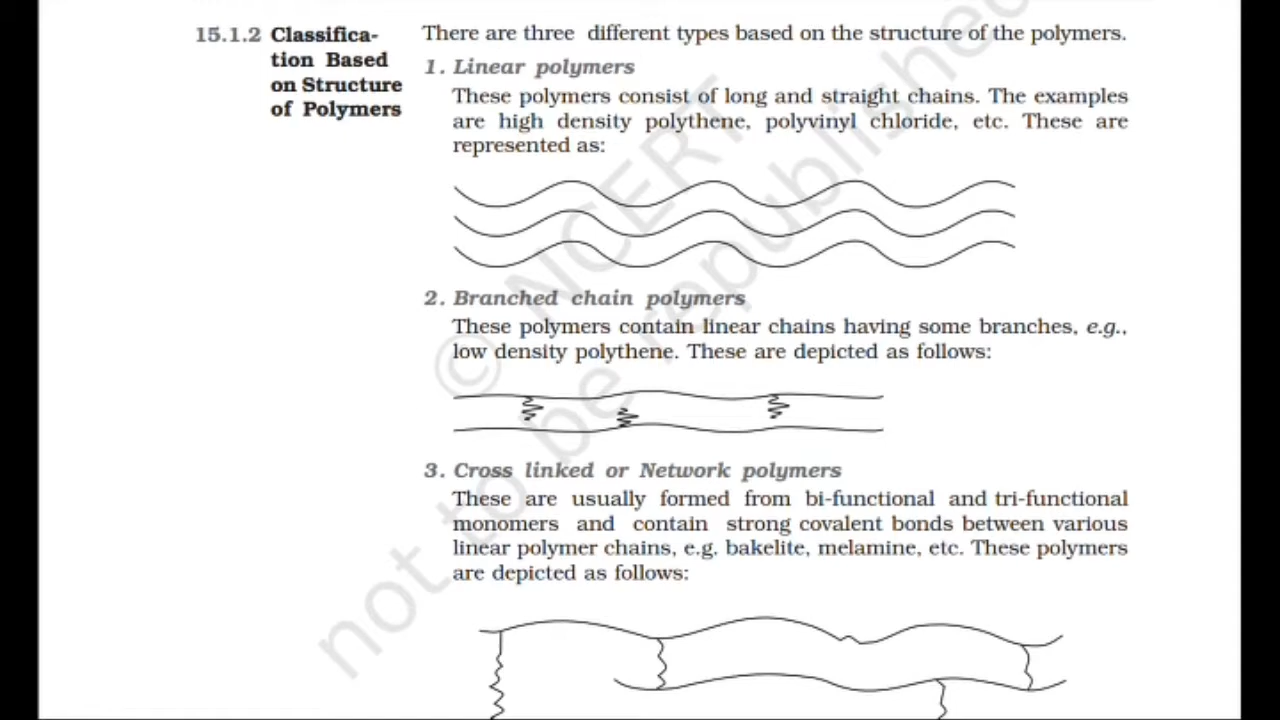 15.1.2 Classifica-
tion Based
on Structure
of Polymers
There are three different types based on the structure of the polymers.
1. Linear polymers
These polymers consist of long and straight chains. The examples
are high density polythene, polyvinyl chloride, etc. These are
represented as:
2. Branched chain polymers
These polymers contain linear chains having some branches, e.g.,
low density polythene. These are depicted as follows:
3. Cross linked or Network polymers
These are usually formed from bi-functional and tri-functional
monomers and contain strong covalent bonds between various
linear polymer chains, e.g. bakelite, melamine, etc. These polymers
are depicted as follows:
© NCERT
not to be republished